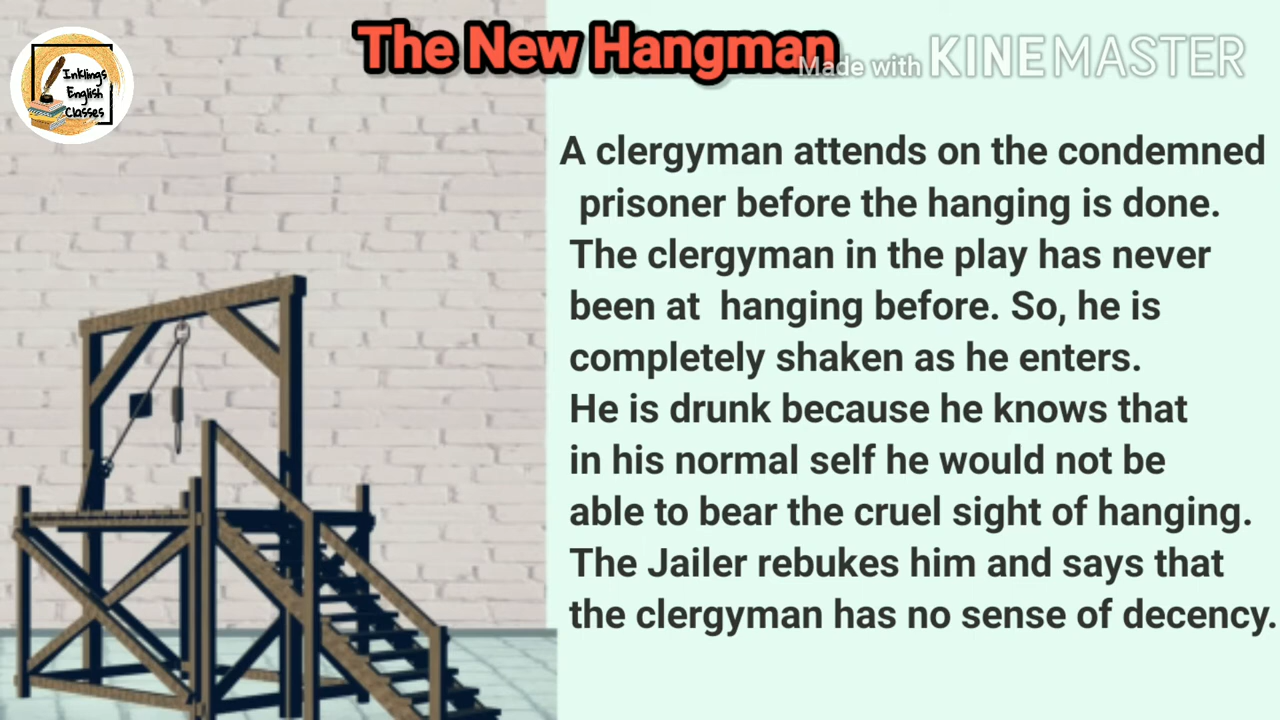 The New Hangman
Made with KINEMASTER
Inklings
English
Classes
A clergyman attends on the condemned
prisoner before the hanging is done.
The clergyman in the play has never
been at hanging before. So, he is
completely shaken as he enters.
He is drunk because he knows that
in his normal self he would not be
able to bear the cruel sight of hanging.
The Jailer rebukes him and says that
the clergyman has no sense of decency.